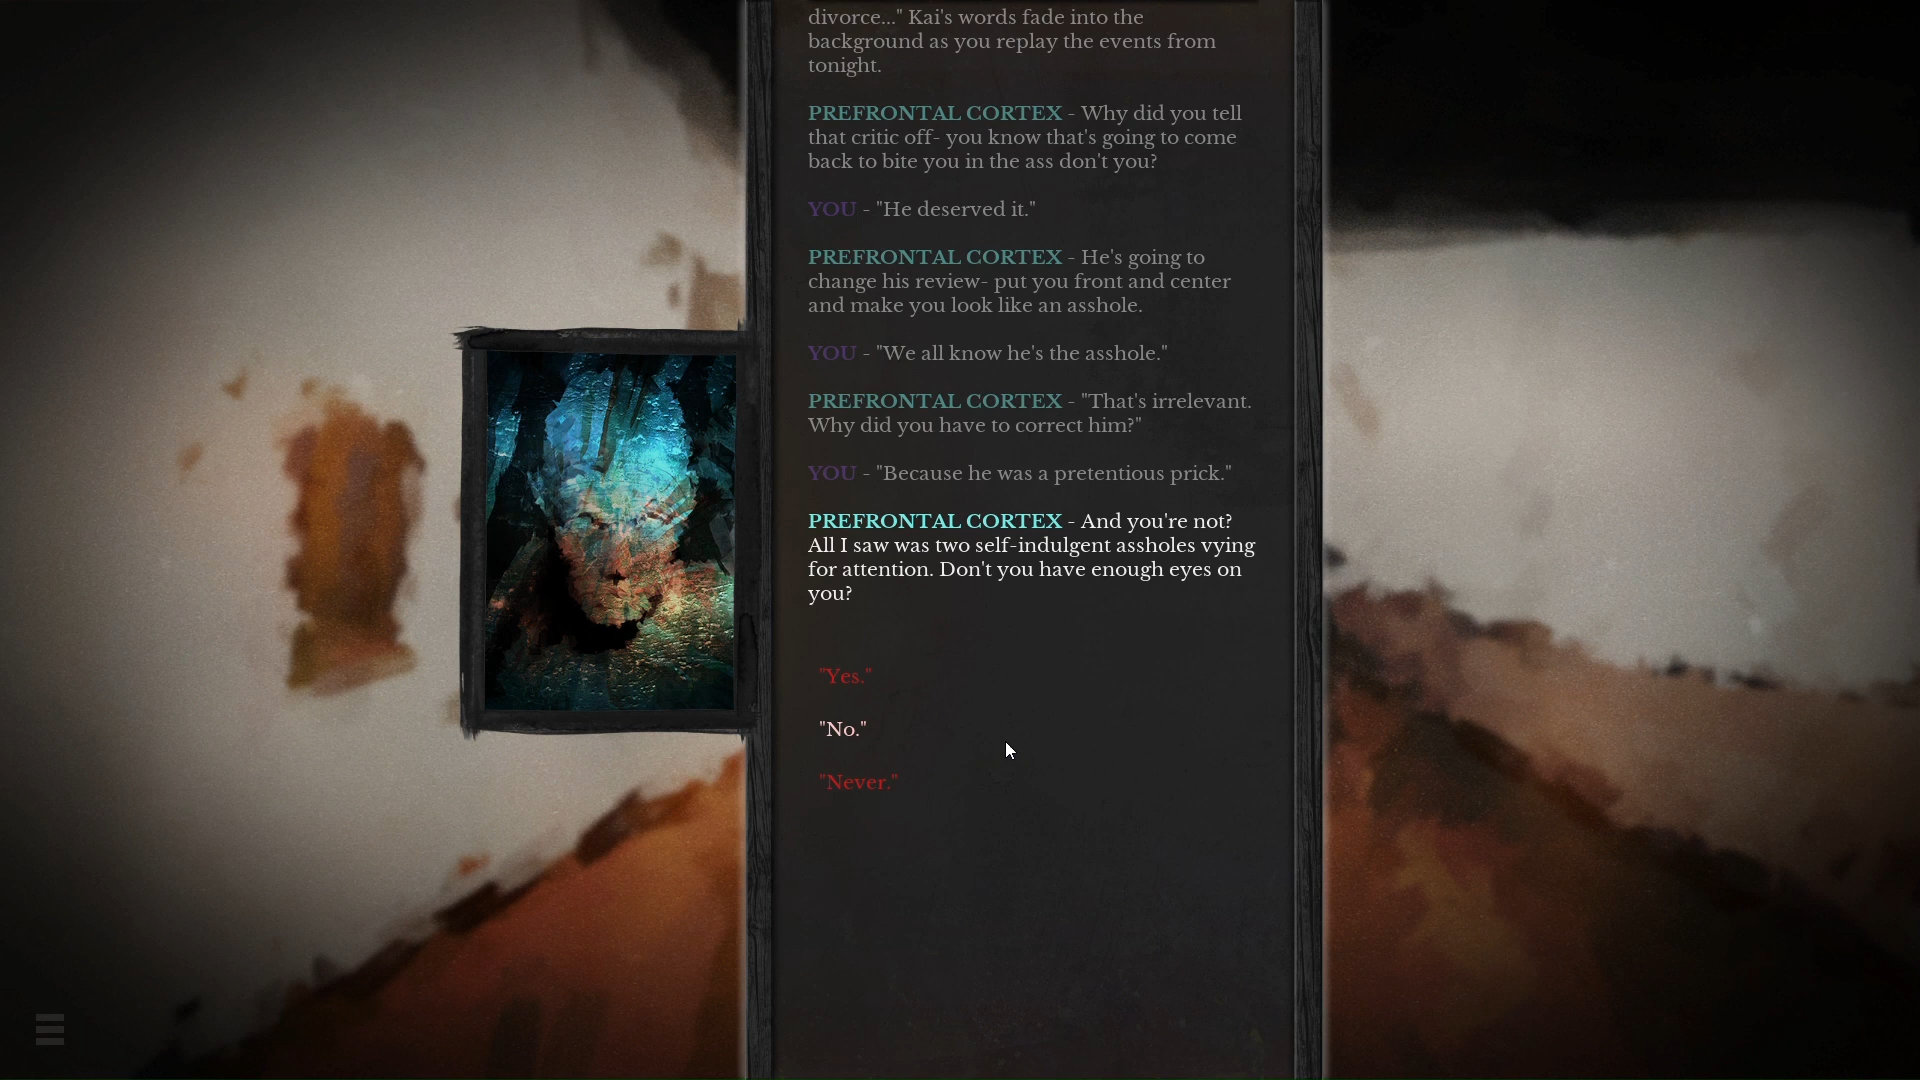 divorce..." Kai's words fade into the
background as you replay the events from
tonight.
PREFRONTAL CORTEX - Why did you tell
that critic off- you know that's going to come
back to bite you in the ass don't you?
YOU - "He deserved it."
PREFRONTAL CORTEX - He's going to
change his review- put you front and center
and make you look like an asshole.
YOU - "We all know he's the asshole."
PREFRONTAL CORTEX - "That's irrelevant.
Why did you have to correct him?"
YOU - "Because he was a pretentious prick."
PREFRONTAL CORTEX - And you're not?
All I saw was two self-indulgent assholes vying
for attention. Don't you have enough eyes on
you?
"Yes."
"No."
"Never."